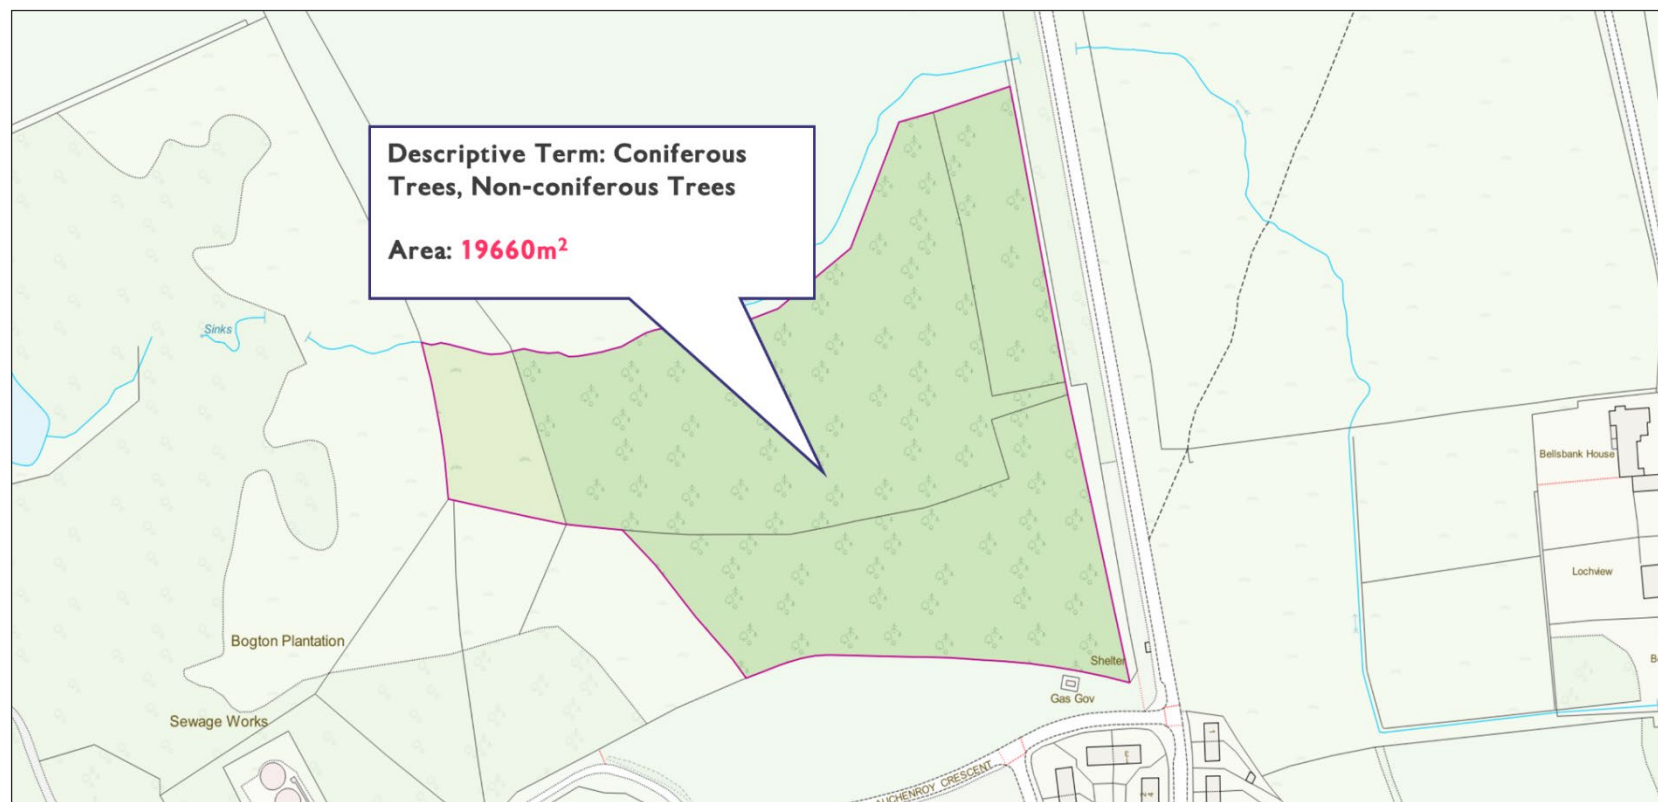 Descriptive Term: Coniferous
Trees, Non-coniferous Trees
Area: 19660m²
Sinks
Bellsbank House
Lochview
Bogton Plantation
Shelter
Gas Gov
Sewage Works
AUCHENROY CRESCENT
1